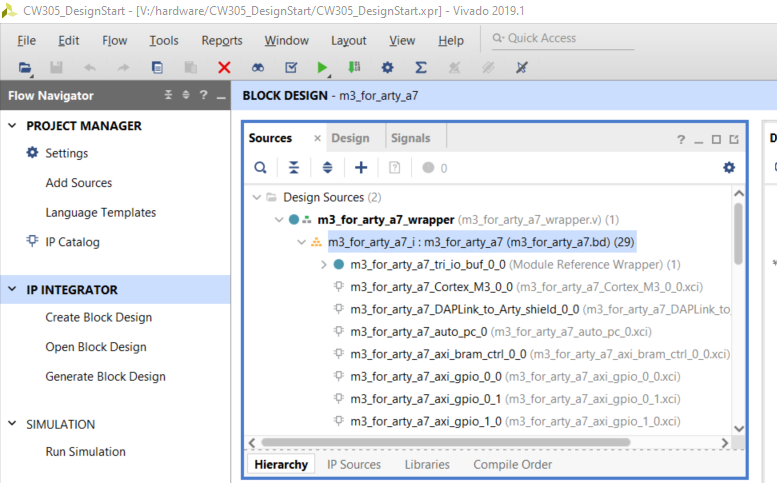 CW305_DesignStart - [V:/hardware/CW305_DesignStart/CW305_DesignStart.xpr] - Vivado 2019.1
File Edit Flow Tools Reports Window Layout View Help Quick Access
Flow Navigator
BLOCK DESIGN - m3_for_arty_a7
PROJECT MANAGER
Settings
Add Sources
Language Templates
IP Catalog
IP INTEGRATOR
Create Block Design
Open Block Design
Generate Block Design
SIMULATION
Run Simulation
Sources × Design Signals
0
Design Sources (2)
m3_for_arty_a7_wrapper (m3_for_arty_a7_wrapper.v) (1)
m3_for_arty_a7_i : m3_for_arty_a7 (m3_for_arty_a7.bd) (29)
m3_for_arty_a7_tri_io_buf_0_0 (Module Reference Wrapper) (1)
m3_for_arty_a7_Cortex_M3_0_0 (m3_for_arty_a7_Cortex_M3_0_0.xci)
m3_for_arty_a7_DAPLink_to_Arty_shield_0_0 (m3_for_arty_a7_DAPLink_to_
m3_for_arty_a7_auto_pc_0 (m3_for_arty_a7_auto_pc_0.xci)
m3_for_arty_a7_axi_bram_ctrl_0_0 (m3_for_arty_a7_axi_bram_ctrl_0_0.xci)
m3_for_arty_a7_axi_gpio_0_0 (m3_for_arty_a7_axi_gpio_0_0.xci)
m3_for_arty_a7_axi_gpio_0_1 (m3_for_arty_a7_axi_gpio_0_1.xci)
m3_for_arty_a7_axi_gpio_1_0 (m3_for_arty_a7_axi_gpio_1_0.xci)
Hierarchy IP Sources Libraries Compile Order